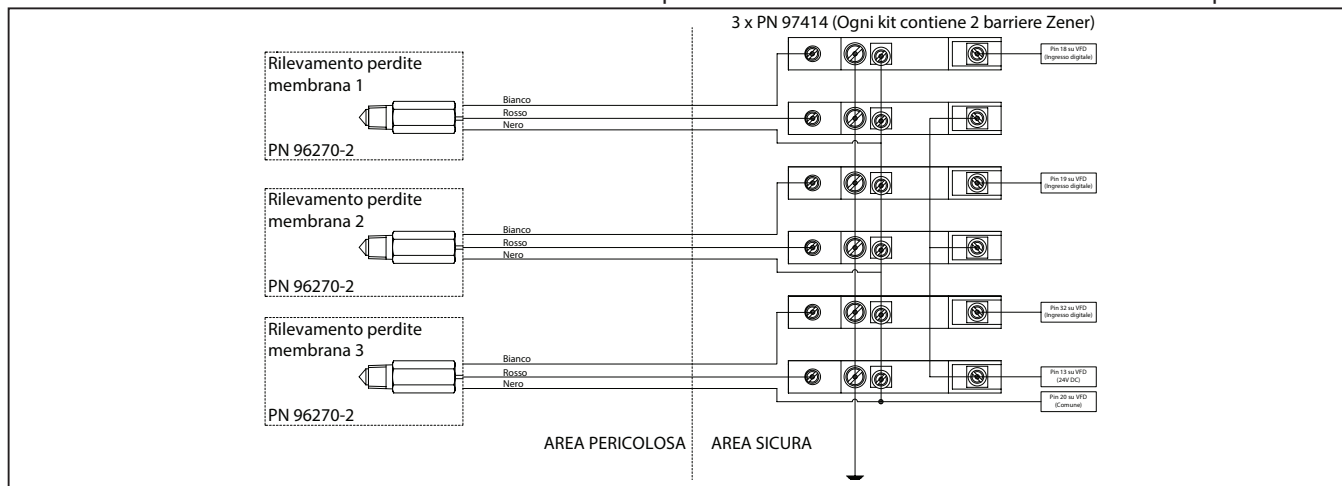 3 x PN 97414 (Ogni kit contiene 2 barriere Zener)
Rilevamento perdite
membrana 1
PN 96270-2
Bianco
Rosso
Nero
Pin 18 su VFD
(Ingresso digitale)
Rilevamento perdite
membrana 2
PN 96270-2
Bianco
Rosso
Nero
Pin 19 su VFD
(Ingresso digitale)
Rilevamento perdite
membrana 3
PN 96270-2
Bianco
Rosso
Nero
Pin 32 su VFD
(Ingresso digitale)
Pin 13 su VFD
(24V DC)
Pin 20 su VFD
(Comune)
AREA PERICOLOSA
AREA SICURA